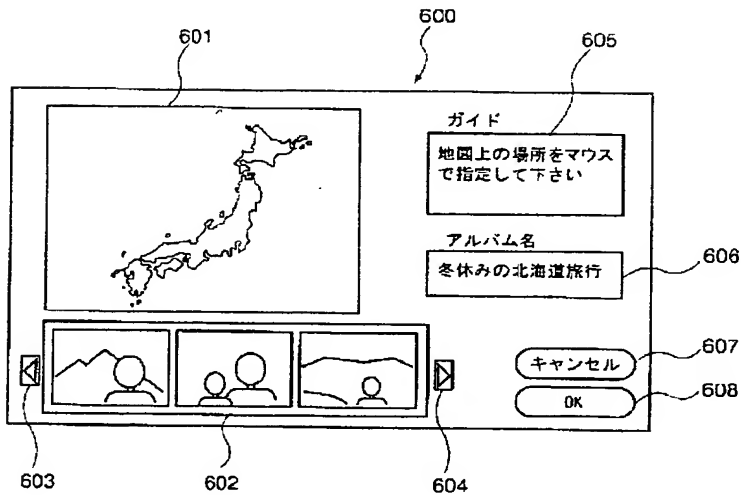 600
601
605
ガイド
地図上の場所をマウス
で指定して下さい
アルバム名
冬休みの北海道旅行
606
キャンセル
607
OK
608
603
602
604